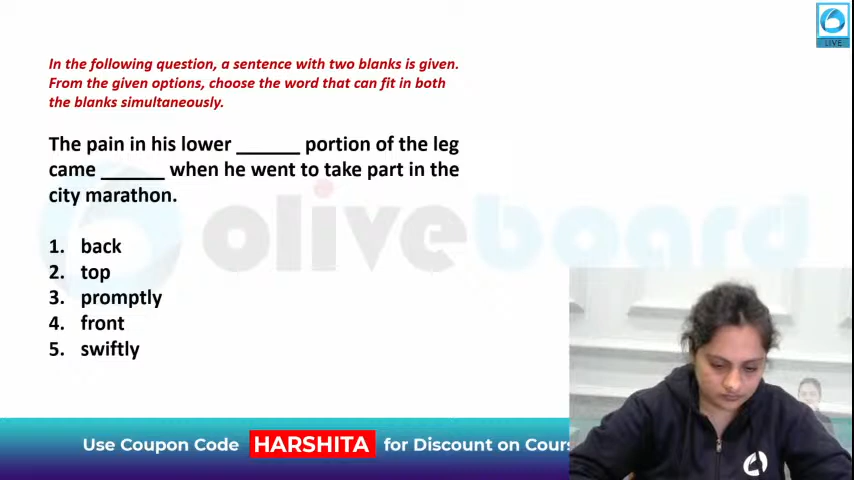 LIVE
In the following question, a sentence with two blanks is given.
From the given options, choose the word that can fit in both
the blanks simultaneously.
The pain in his lower ______ portion of the leg
came ______ when he went to take part in the
city marathon.
oliveboard
1. back
2. top
3. promptly
4. front
5. swiftly
Use Coupon Code HARSHITA for Discount on Cours